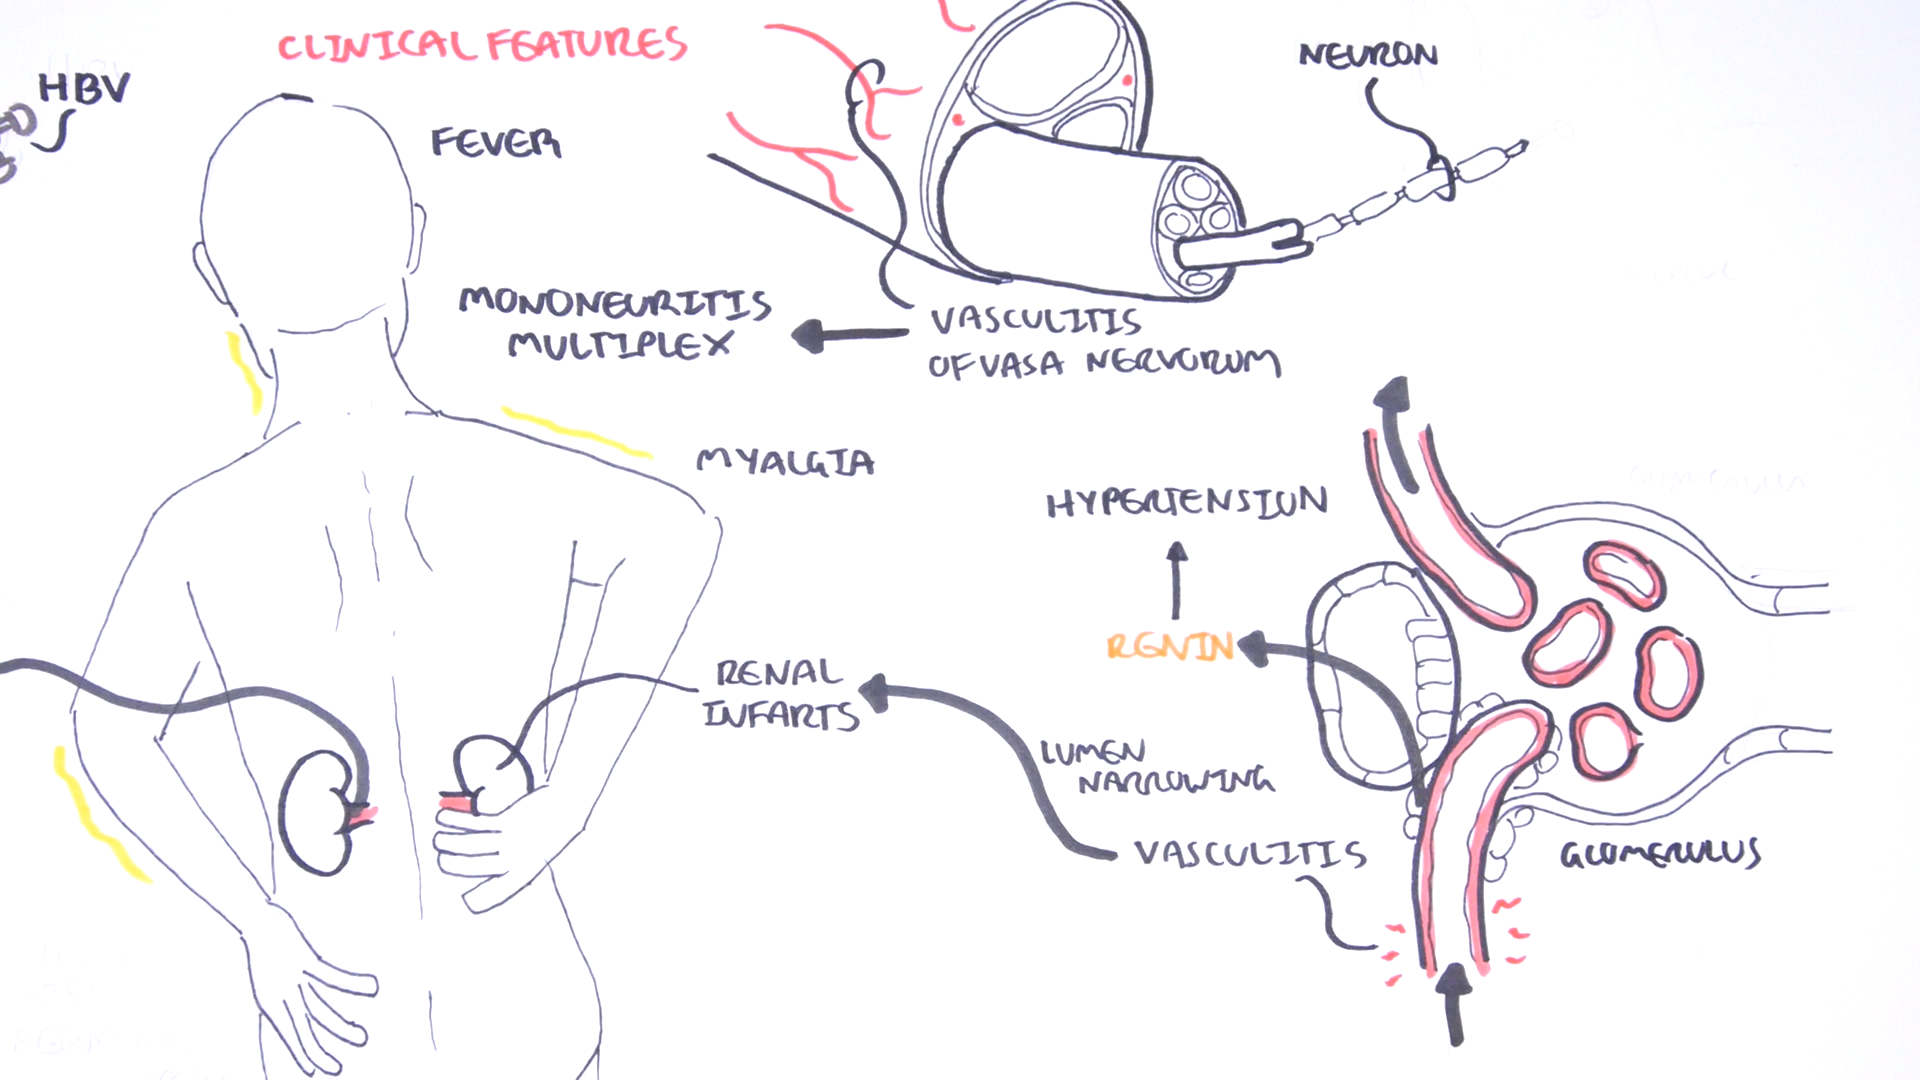 CLINICAL FEATURES
HBV
FEVER
NEURON
MONONEURITIS
MULTIPLEX
VASCULITIS
OF VASA NERVORUM
MYALGIA
HYPERTENSION
RENIN
RENAL
INFARTS
LUMEN
NARROWING
VASCULITIS
GLOMERULUS